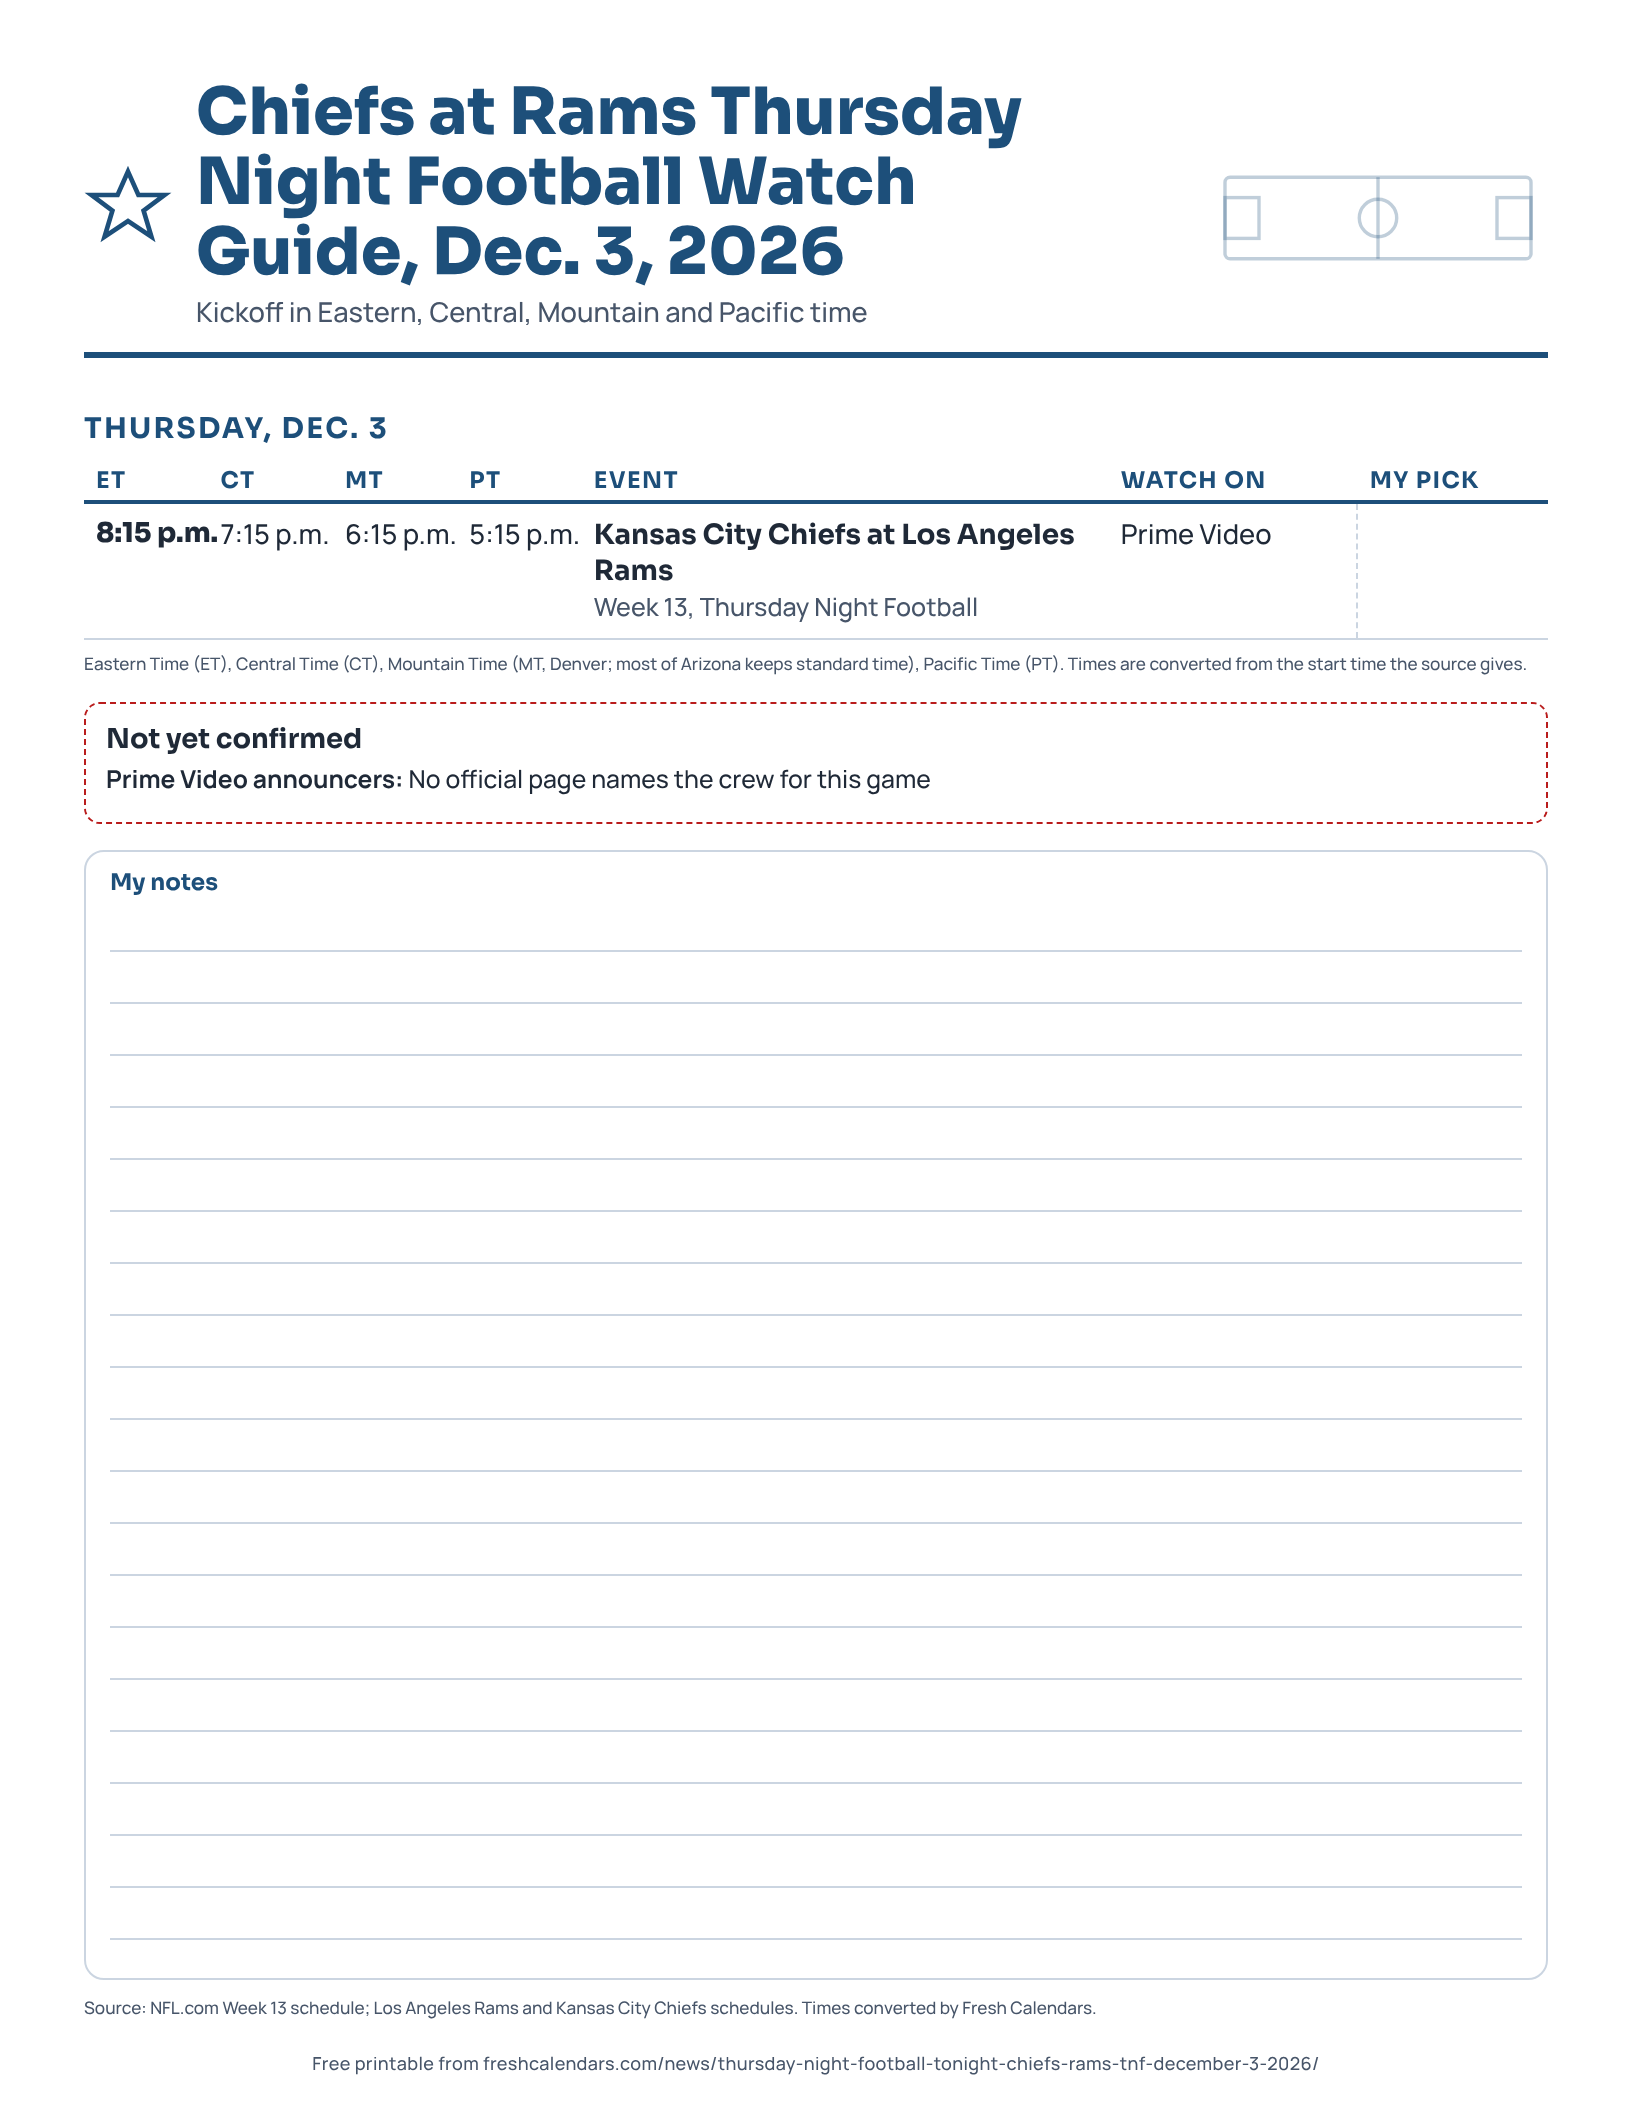 Chiefs at Rams Thursday
Night Football Watch
Guide, Dec. 3, 2026
Kickoff in Eastern, Central, Mountain and Pacific time
THURSDAY, DEC. 3
ET CT MT PT EVENT WATCH ON MY PICK
8:15 p.m. 7:15 p.m. 6:15 p.m. 5:15 p.m. Kansas City Chiefs at Los Angeles Prime Video
Rams
Week 13, Thursday Night Football
Eastern Time (ET), Central Time (CT), Mountain Time (MT, Denver; most of Arizona keeps standard time), Pacific Time (PT). Times are converted from the start time the source gives.
Not yet confirmed
Prime Video announcers: No official page names the crew for this game
My notes
Source: NFL.com Week 13 schedule; Los Angeles Rams and Kansas City Chiefs schedules. Times converted by Fresh Calendars.
Free printable from freshcalendars.com/news/thursday-night-football-tonight-chiefs-rams-tnf-december-3-2026/